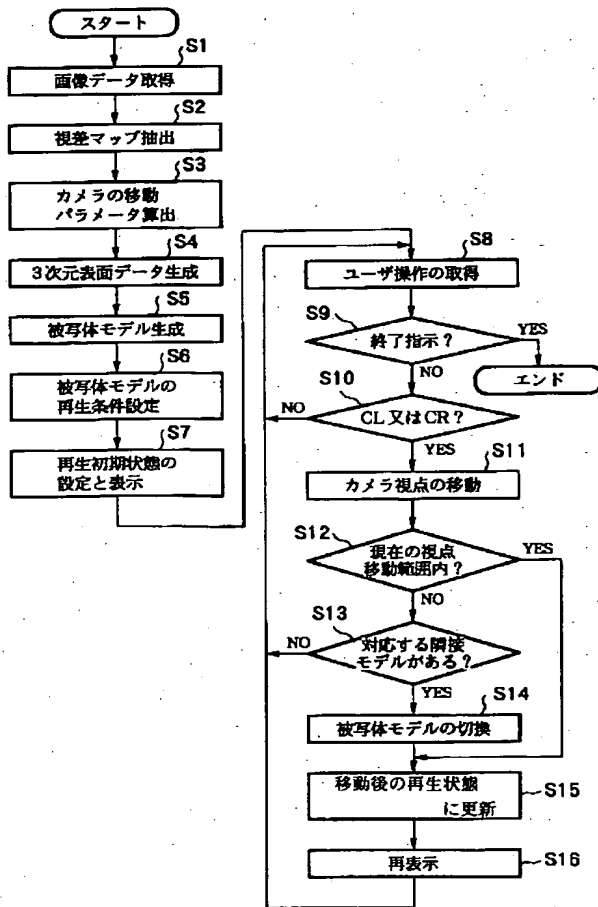 スタート
S1
画像データ取得
S2
視差マップ抽出
S3
カメラの移動
パラメータ算出
S4
3次元表面データ生成
S5
被写体モデル生成
S6
被写体モデルの
再生条件設定
S7
再生初期状態の
設定と表示
S8
ユーザ操作の取得
S9
終了指示？
YES
エンド
NO
S10
CL又はCR？
NO
YES
S11
カメラ視点の移動
S12
現在の視点
移動範囲内？
YES
NO
S13
対応する隣接
モデルがある？
NO
YES
S14
被写体モデルの切換
移動後の再生状態
に更新
S15
再表示
S16